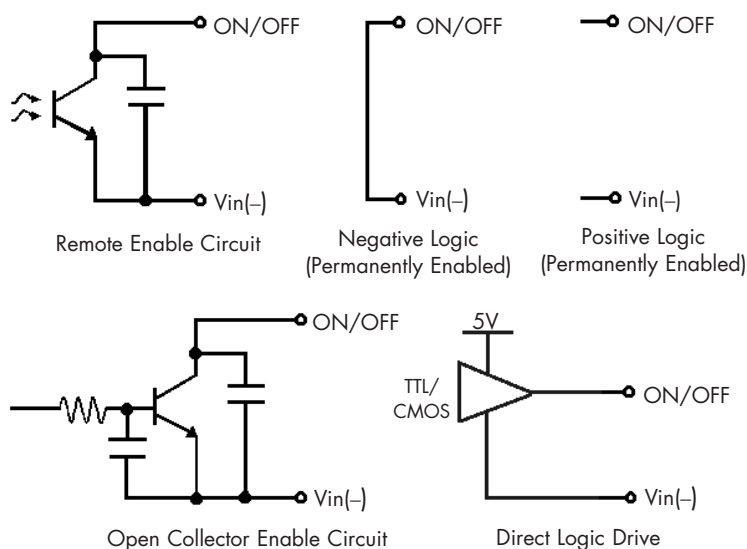 ON/OFF
Vin(–)
Remote Enable Circuit
ON/OFF
Vin(–)
Negative Logic
(Permanently Enabled)
ON/OFF
Vin(–)
Positive Logic
(Permanently Enabled)
ON/OFF
Vin(–)
Open Collector Enable Circuit
5V
TTL/
CMOS
ON/OFF
Vin(–)
Direct Logic Drive